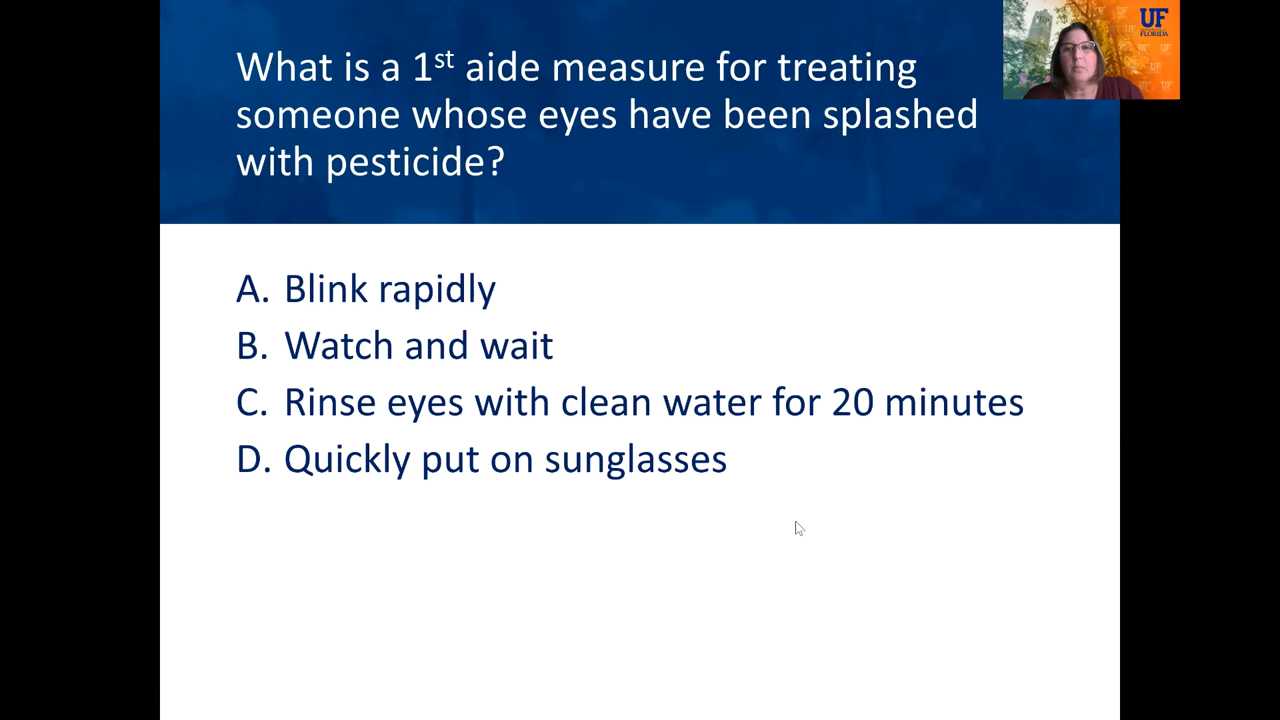 What is a 1st aide measure for treating
someone whose eyes have been splashed
with pesticide?
UF
FLORIDA
A. Blink rapidly
B. Watch and wait
C. Rinse eyes with clean water for 20 minutes
D. Quickly put on sunglasses